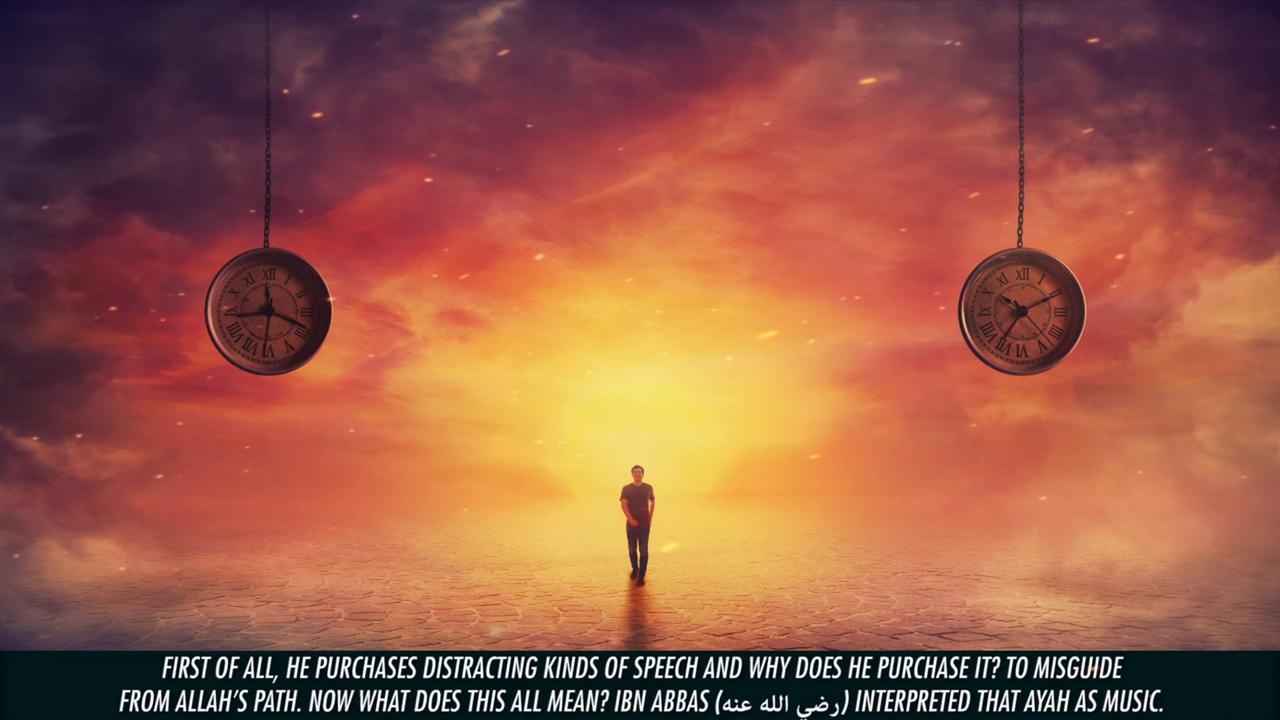 FIRST OF ALL, HE PURCHASES DISTRACTING KINDS OF SPEECH AND WHY DOES HE PURCHASE IT? TO MISGUIDE
FROM ALLAH'S PATH. NOW WHAT DOES THIS ALL MEAN? IBN ABBAS (رضي الله عنه) INTERPRETED THAT AYAH AS MUSIC.